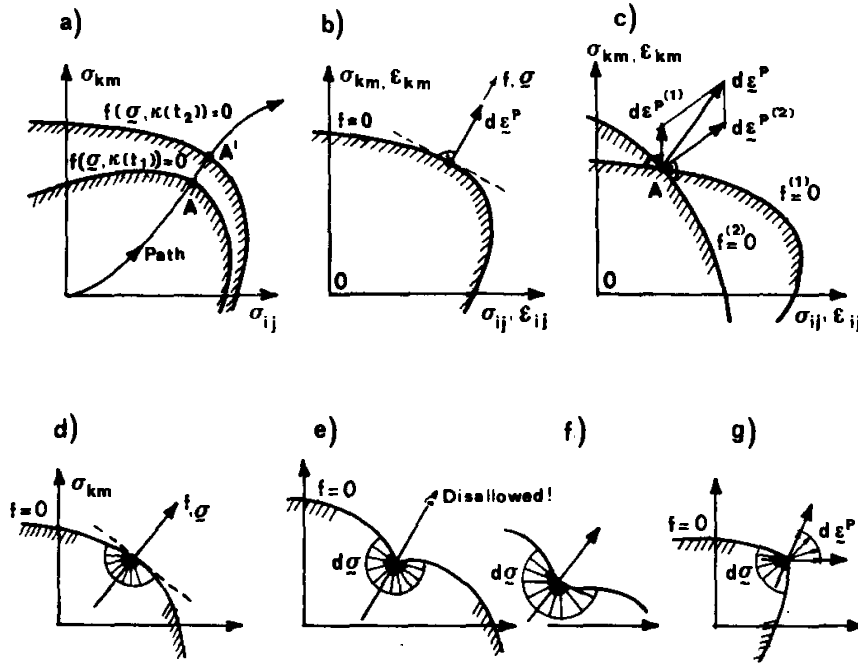 a)
σkm
f(σ̰, κ(t₂))=0
f(σ̰, κ(t₁))=0
A'
A
Path
σij
b)
σkm, εkm
f, σ̰
dε̰ᴾ
f=0
0
σij, εij
c)
σkm, εkm
dε̰ᴾ
dεᴾ⁽¹⁾
dε̰ᴾ⁽²⁾
A
f⁽¹⁾=0
f⁽²⁾=0
0
σij, εij
d)
σkm
f=0
f,σ̰
e)
f=0
Disallowed!
dσ̰
f)
dσ̰
g)
f=0
dε̰ᴾ
dσ̰